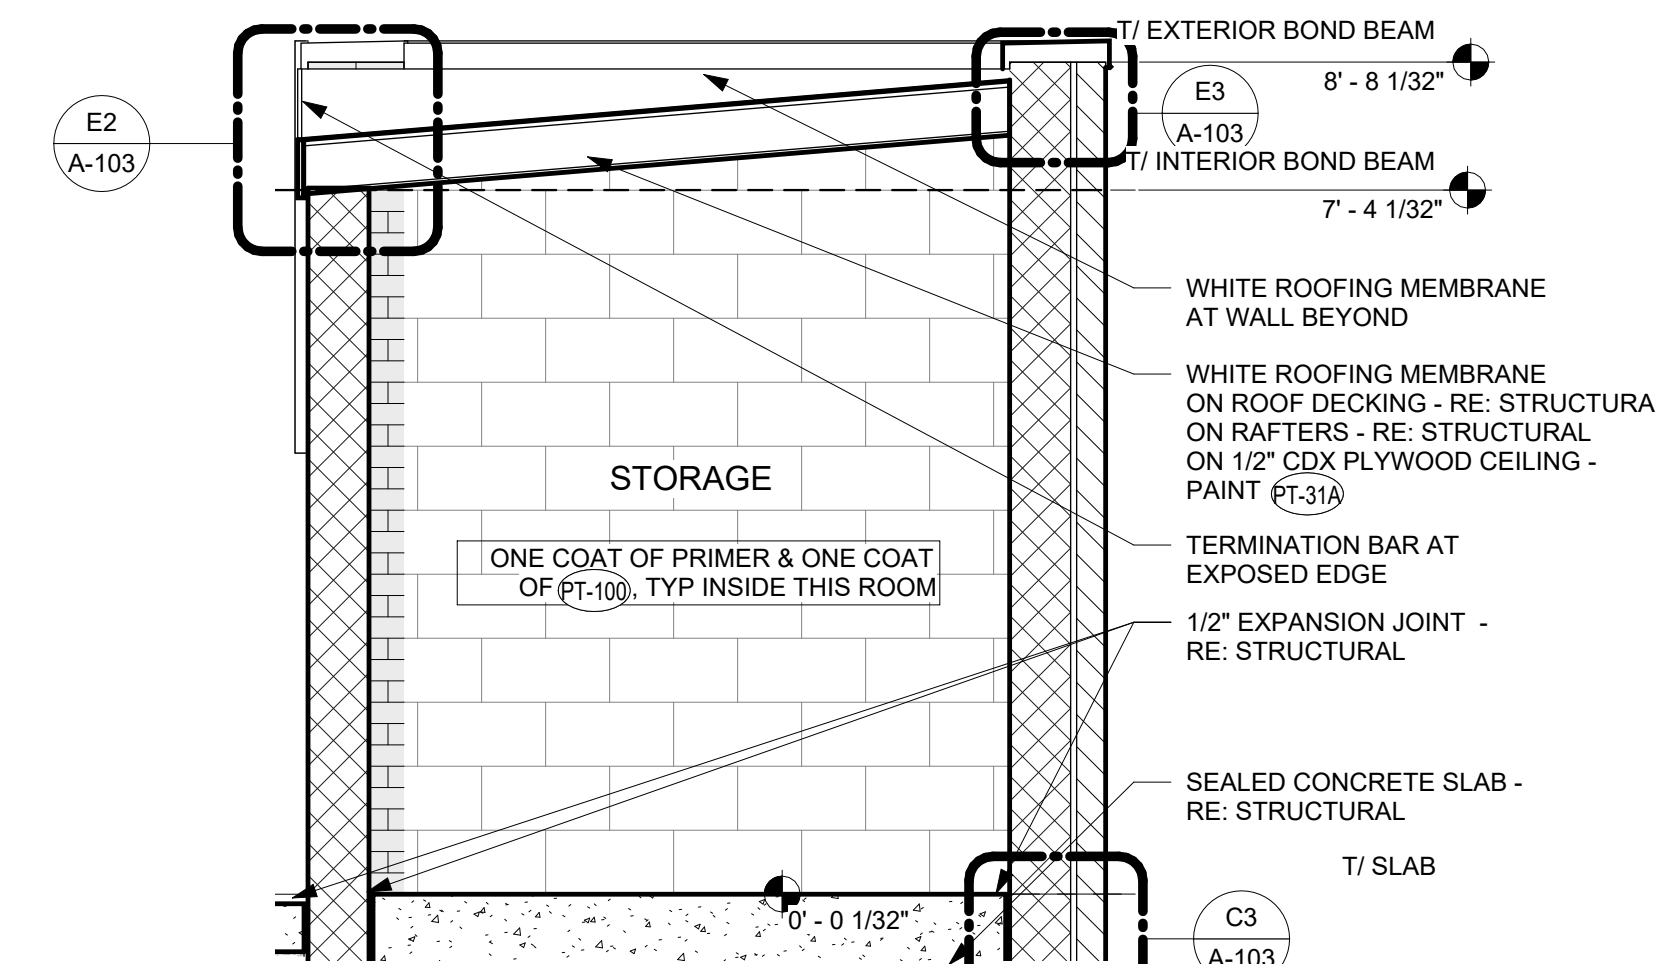 T/ EXTERIOR BOND BEAM
8' - 8 1/32"
E2
A-103
E3
A-103
T/ INTERIOR BOND BEAM
7' - 4 1/32"
WHITE ROOFING MEMBRANE
AT WALL BEYOND
WHITE ROOFING MEMBRANE
ON ROOF DECKING - RE: STRUCTURA
ON RAFTERS - RE: STRUCTURAL
ON 1/2" CDX PLYWOOD CEILING -
PAINT PT-31A
STORAGE
ONE COAT OF PRIMER & ONE COAT
OF PT-100, TYP INSIDE THIS ROOM
TERMINATION BAR AT
EXPOSED EDGE
1/2" EXPANSION JOINT -
RE: STRUCTURAL
SEALED CONCRETE SLAB -
RE: STRUCTURAL
T/ SLAB
0' - 0 1/32"
C3
A-103